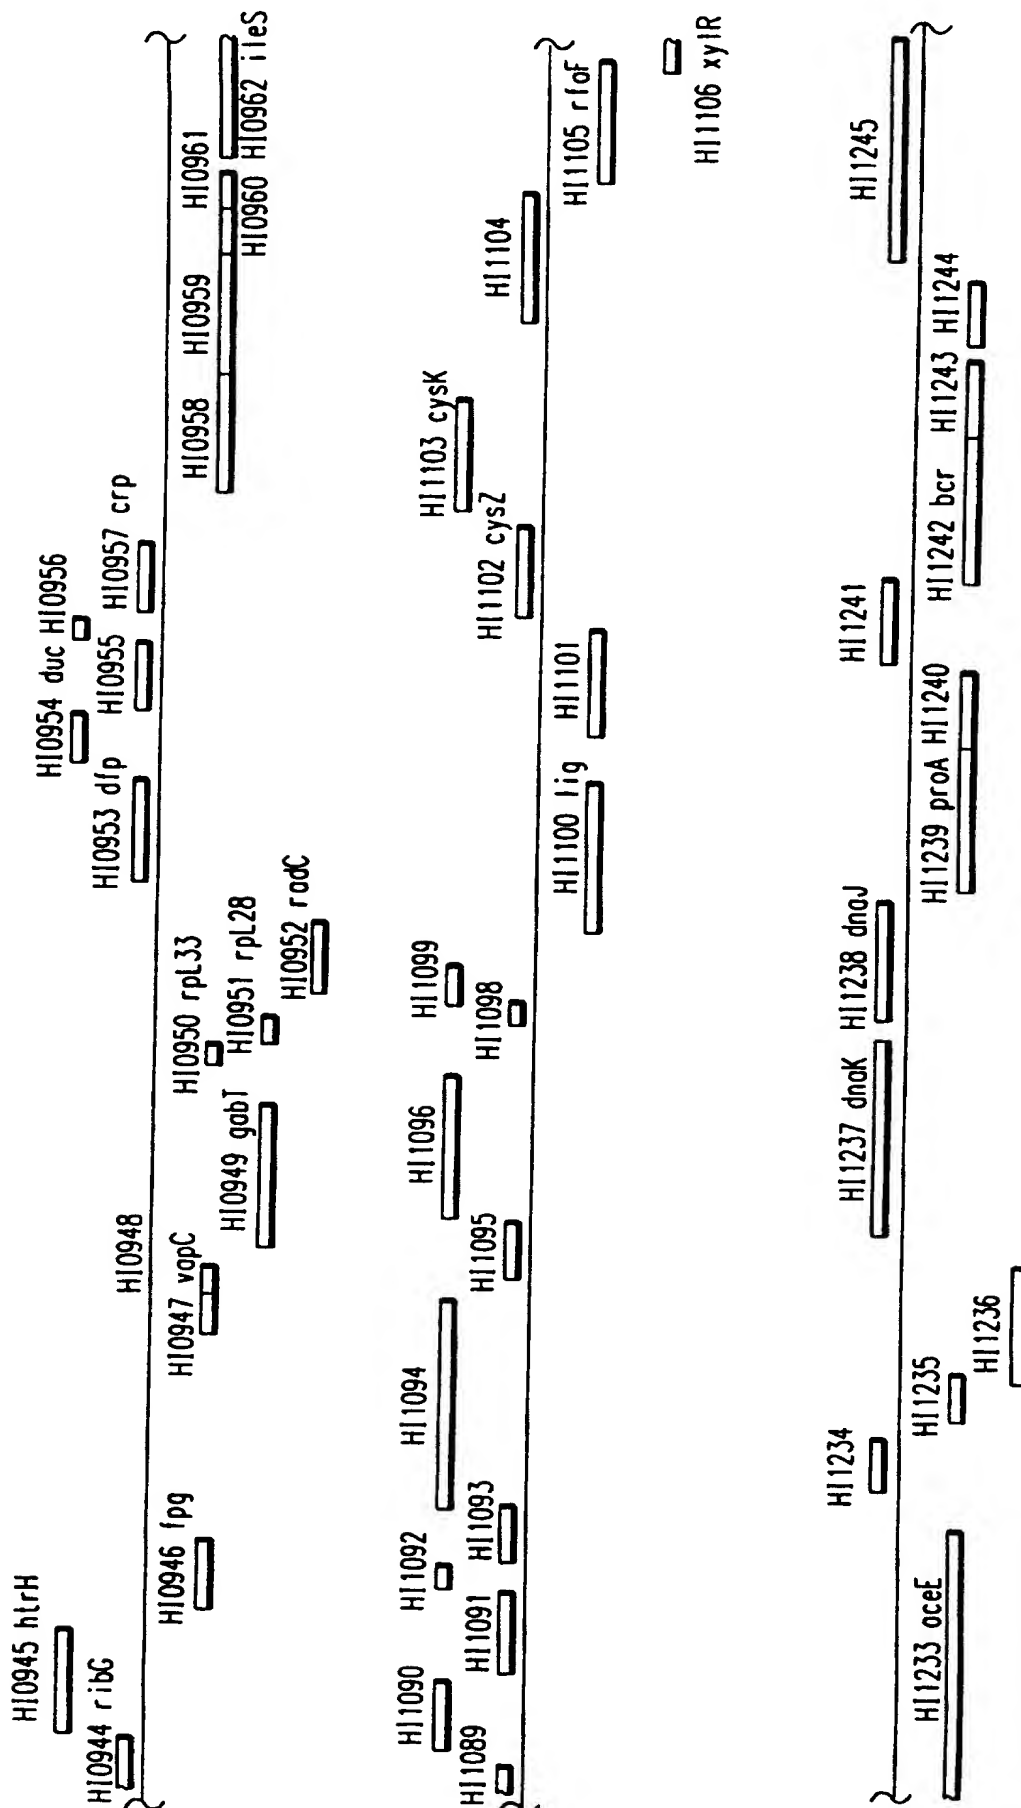 HI0944 ribG
HI0945 htrH
HI0946 fpg
HI0947 vapC
HI0948
HI0949 gabT
HI0950 rpL33
HI0951 rpL28
HI0952 radC
HI0953 dfp
HI0954 duc
HI0955
HI0956
HI0957 crp
HI0958
HI0959
HI0960
HI0961
HI0962 ileS
HI1089
HI1090
HI1091
HI1092
HI1093
HI1094
HI1095
HI1096
HI1098
HI1099
HI1100 lig
HI1101
HI1102 cysZ
HI1103 cysK
HI1104
HI1105 rfaF
HI1106 xylR
HI1233 aceE
HI1234
HI1235
HI1236
HI1237 dnaK
HI1238 dnaJ
HI1239 proA
HI1240
HI1241
HI1242 bcr
HI1243
HI1244
HI1245